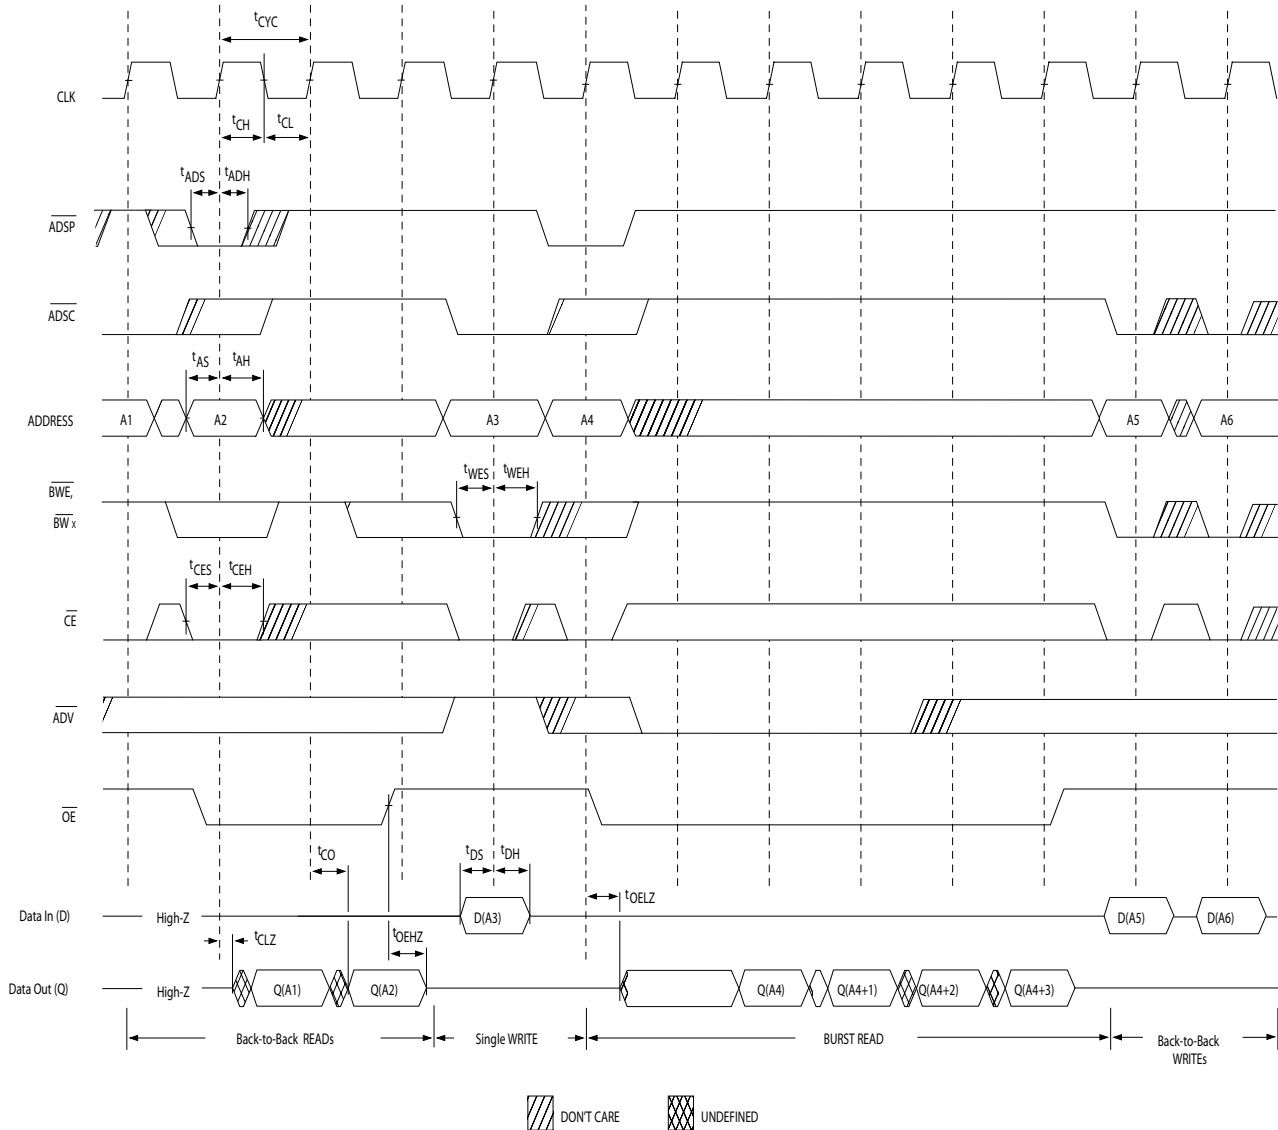 tCYC
CLK
tCH
tCL
tADS
tADH
ADSP
ADSC
tAS
tAH
ADDRESS
A1
A2
A3
A4
A5
A6
tWES
tWEH
BWE,
BW x
tCES
tCEH
CE
ADV
OE
tCO
tDS
tDH
tOELZ
Data In (D)
High-Z
D(A3)
D(A5)
D(A6)
tCLZ
tOEHZ
Data Out (Q)
High-Z
Q(A1)
Q(A2)
Q(A4)
Q(A4+1)
Q(A4+2)
Q(A4+3)
Back-to-Back READs
Single WRITE
BURST READ
Back-to-Back
WRITEs
DON'T CARE
UNDEFINED